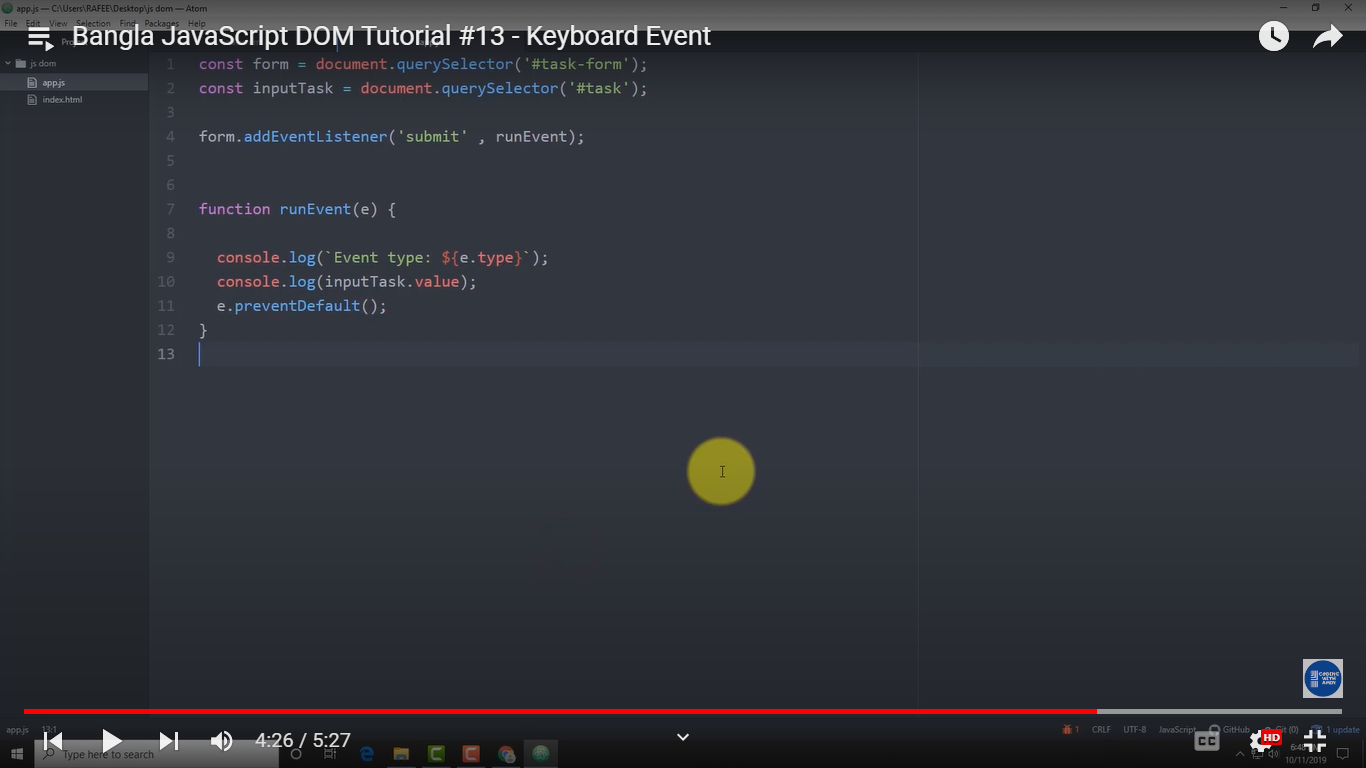 app.js — C:\Users\RAFEE\Desktop\js dom — Atom
File Edit View Selection Find Packages Help
Bangla JavaScript DOM Tutorial #13 - Keyboard Event
js dom
app.js
index.html
1 const form = document.querySelector('#task-form');
2 const inputTask = document.querySelector('#task');
3
4 form.addEventListener('submit' , runEvent);
5
6
7 function runEvent(e) {
8
9 console.log(`Event type: ${e.type}`);
10 console.log(inputTask.value);
11 e.preventDefault();
12 }
13
CODING
WITH
app.js 13:1 1 CRLF UTF-8 JavaScript GitHub Git (0) 1 update
4:26 / 5:27
CC HD
Type here to search
10/11/2019